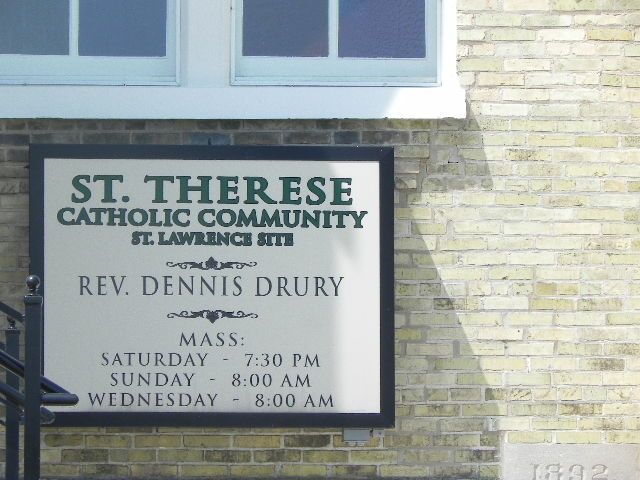 ST. THERESE
CATHOLIC COMMUNITY
ST. LAWRENCE SITE
REV. DENNIS DRURY
MASS:
SATURDAY - 7:30 PM
SUNDAY - 8:00 AM
WEDNESDAY - 8:00 AM
1892